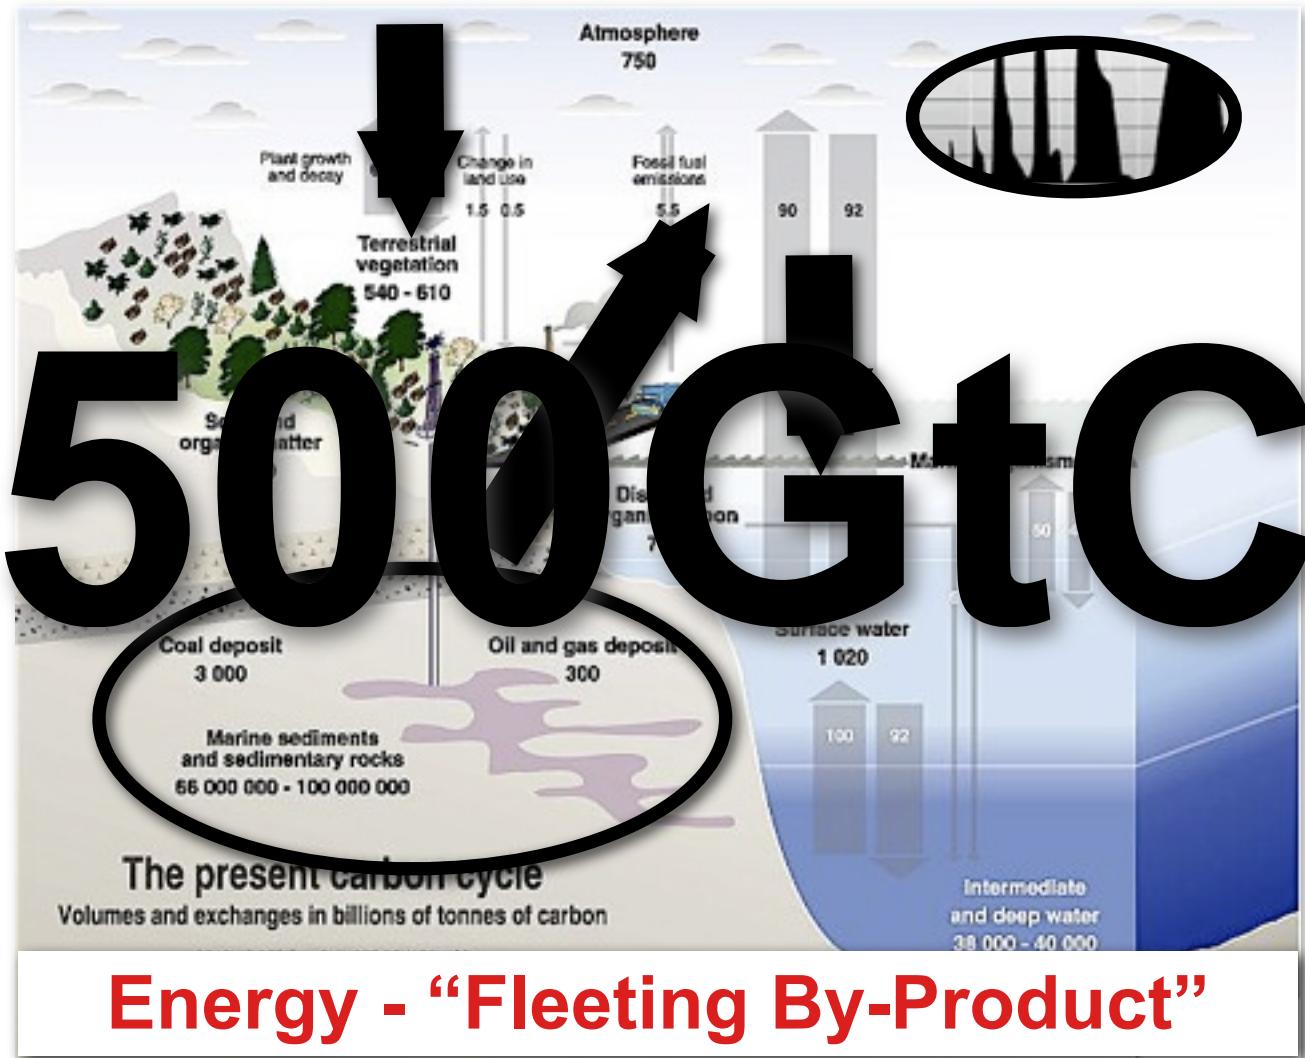 Atmosphere
750
Plant growth
and decay
Change in
land use
1.5 0.5
Fossil fuel
emissions
5.5
90
92
Terrestrial
vegetation
540 - 610
500GtC
50
Coal deposit
3 000
Oil and gas deposit
300
Surface water
1 020
Marine sediments
and sedimentary rocks
66 000 000 - 100 000 000
100
92
The present carbon cycle
Volumes and exchanges in billions of tonnes of carbon
Intermediate
and deep water
38 000 - 40 000
Energy - “Fleeting By-Product”